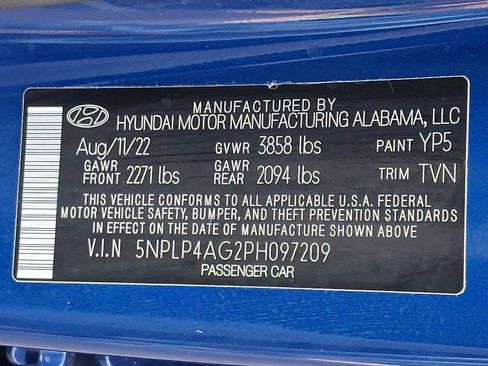 MANUFACTURED BY
HYUNDAI MOTOR MANUFACTURING ALABAMA, LLC
Aug/11/22 GVWR 3858 lbs PAINT YP5
GAWR FRONT 2271 lbs GAWR REAR 2094 lbs TRIM TVN
THIS VEHICLE CONFORMS TO ALL APPLICABLE U.S.A. FEDERAL
MOTOR VEHICLE SAFETY, BUMPER, AND THEFT PREVENTION STANDARDS
IN EFFECT ON THE DATE OF MANUFACTURE SHOWN ABOVE
V.I.N 5NPLP4AG2PH097209
PASSENGER CAR